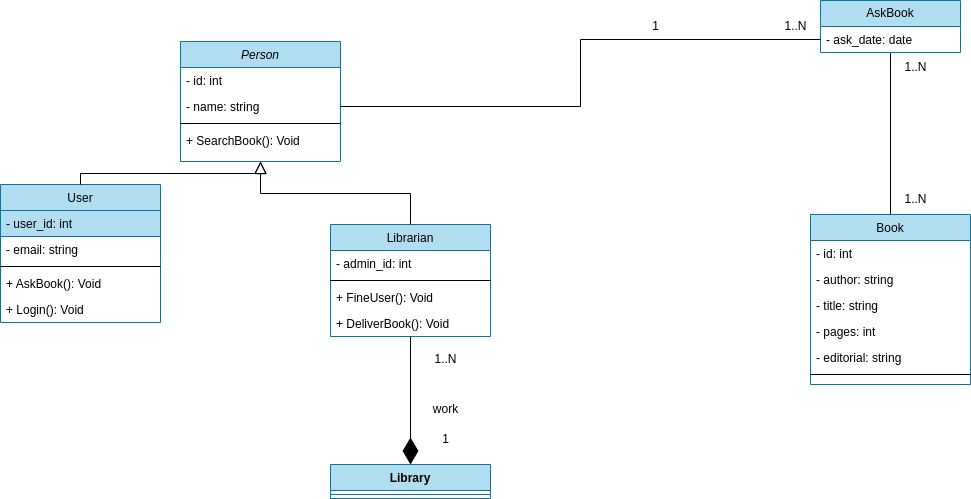 AskBook
- ask_date: date
1
1..N
1..N
1..N
Person
- id: int
- name: string
+ SearchBook(): Void
User
- user_id: int
- email: string
+ AskBook(): Void
+ Login(): Void
Librarian
- admin_id: int
+ FineUser(): Void
+ DeliverBook(): Void
Book
- id: int
- author: string
- title: string
- pages: int
- editorial: string
1..N
work
1
Library